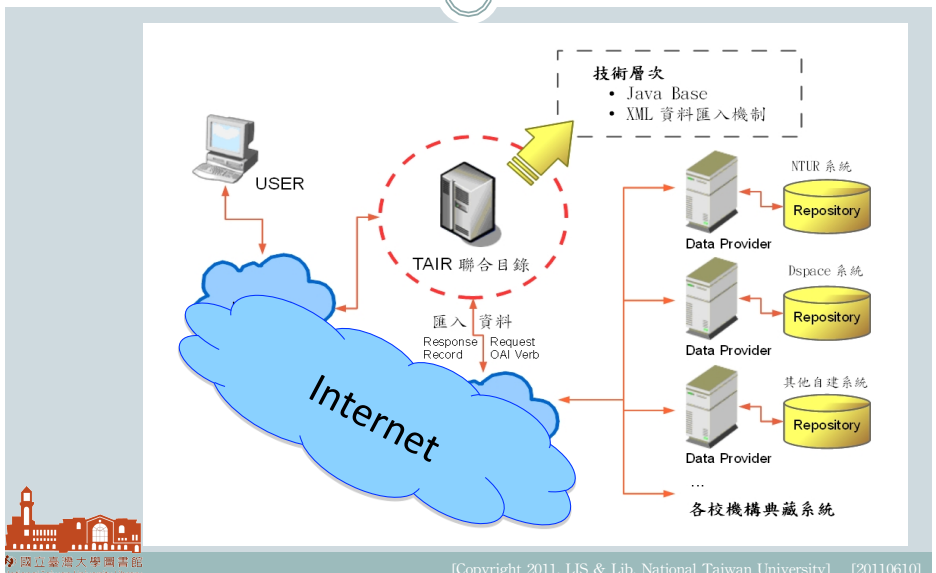 技術層次
• Java Base
• XML 資料匯入機制
USER
TAIR 聯合目錄
匯入 資料
Response Request
Record OAI Verb
Internet
NTUR 系統
Repository
Data Provider
Dspace 系統
Repository
Data Provider
其他自建系統
Repository
Data Provider
...
各校機構典藏系統
國立臺灣大學圖書館
[Copyright 2011, LIS & Lib, National Taiwan University] [20110610]